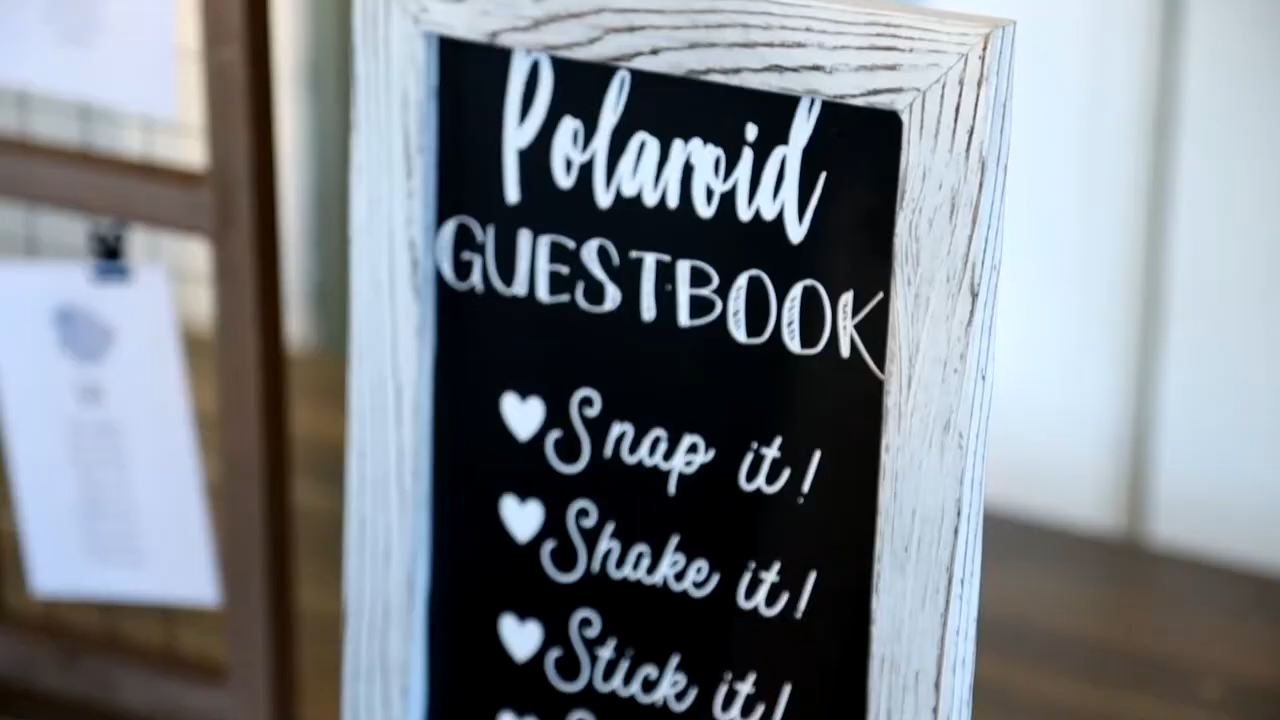 Polaroid
GUESTBOOK
Snap it!
Shake it!
Stick it!